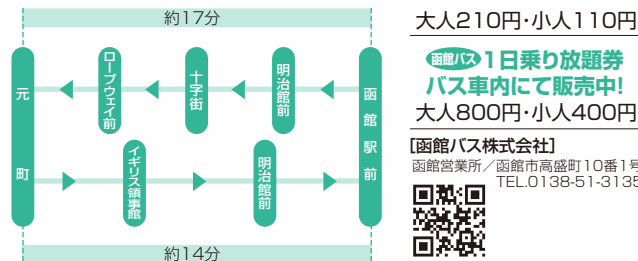 約17分
元町
ロープウェイ前
十字街
明治館前
函館駅前
イギリス領事館
明治館前
約14分
大人210円・小人110円
函館バス 1日乗り放題券
バス車内にて販売中!
大人800円・小人400円
[函館バス株式会社]
函館営業所/函館市高盛町10番1号
TEL.0138-51-3135